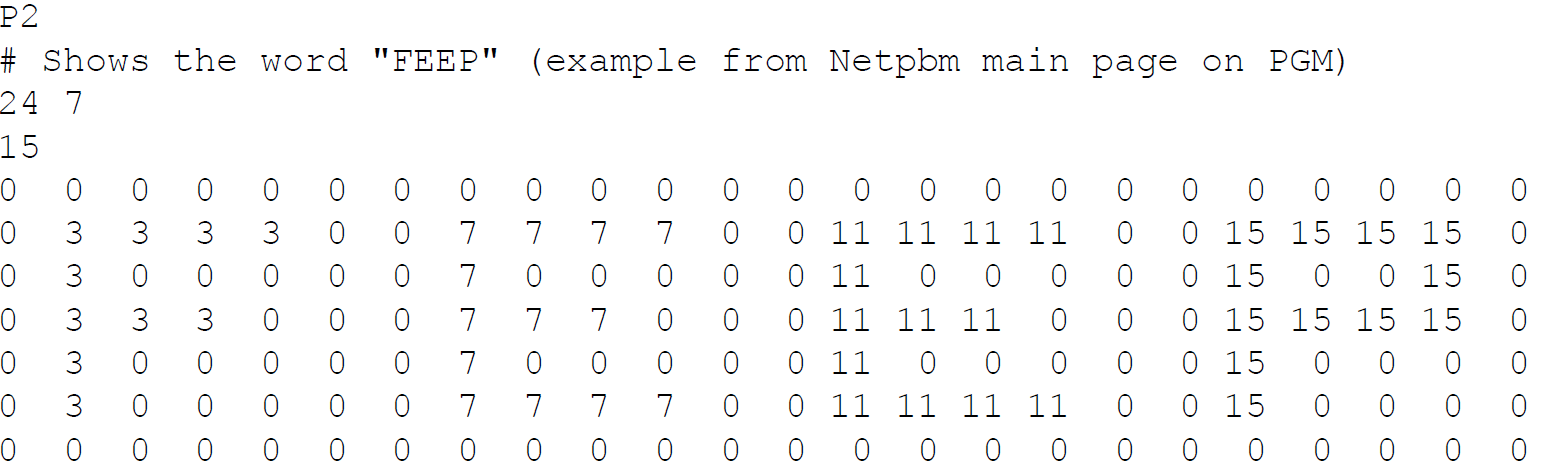 P2
# Shows the word "FEEP" (example from Netpbm main page on PGM)
24 7
15
0  0  0  0  0  0  0  0  0  0  0  0  0  0  0  0  0  0  0  0  0  0  0  0
0  3  3  3  3  0  0  7  7  7  7  0  0 11 11 11 11  0  0 15 15 15 15  0
0  3  0  0  0  0  0  7  0  0  0  0  0 11  0  0  0  0  0 15  0  0 15  0
0  3  3  3  0  0  0  7  7  7  0  0  0 11 11 11  0  0  0 15 15 15 15  0
0  3  0  0  0  0  0  7  0  0  0  0  0 11  0  0  0  0  0 15  0  0  0  0
0  3  0  0  0  0  0  7  7  7  7  0  0 11 11 11 11  0  0 15  0  0  0  0
0  0  0  0  0  0  0  0  0  0  0  0  0  0  0  0  0  0  0  0  0  0  0  0